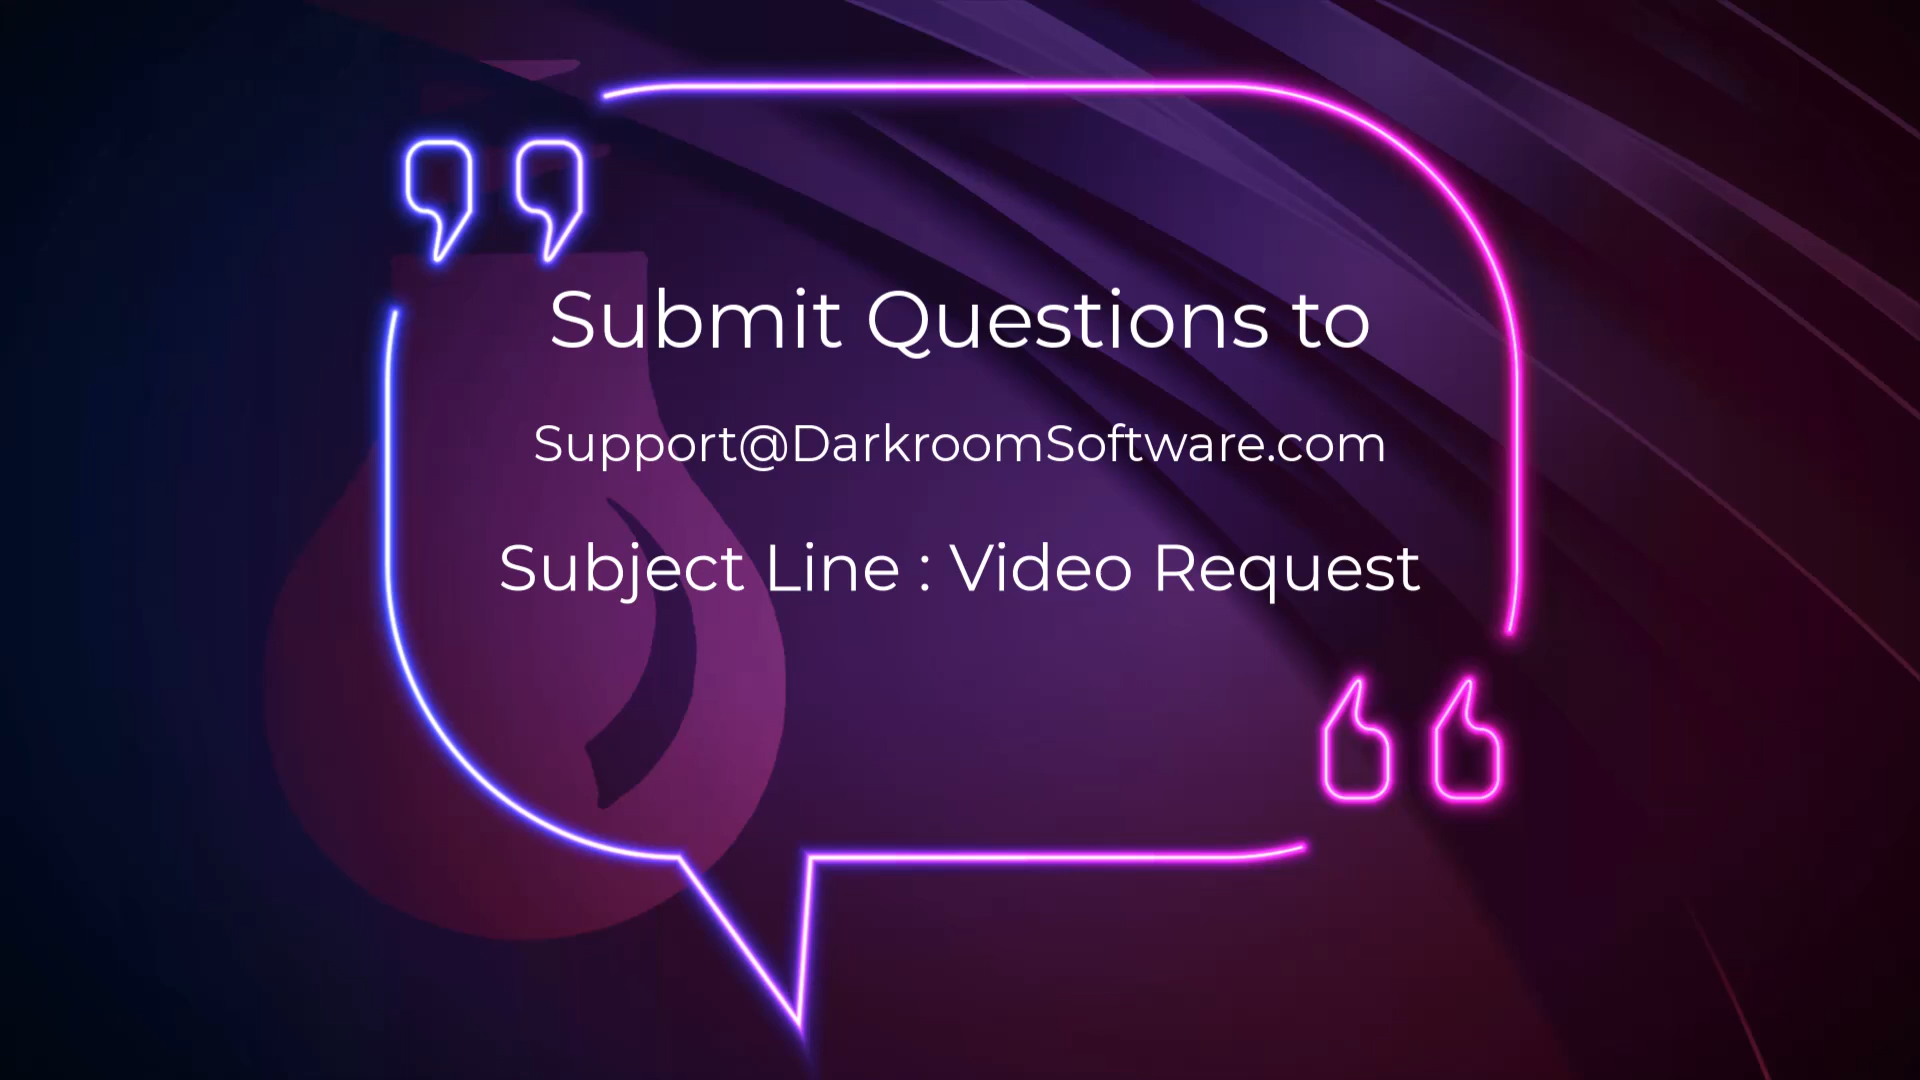 Submit Questions to
Support@DarkroomSoftware.com
Subject Line : Video Request